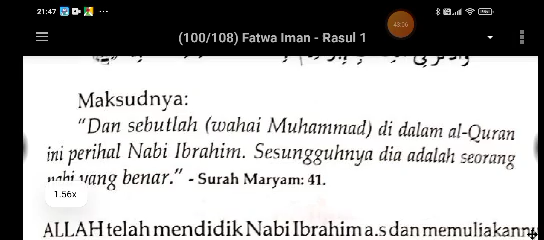 21:47
43:06
(100/108) Fatwa Iman - Rasul 1
Maksudnya:
"Dan sebutlah (wahai Muhammad) di dalam al-Quran
ini perihal Nabi Ibrahim. Sesungguhnya dia adalah seorang
yang benar." - Surah Maryam: 41.
1.56x
ALLAH telah mendidik Nabi Ibrahim a.s dan